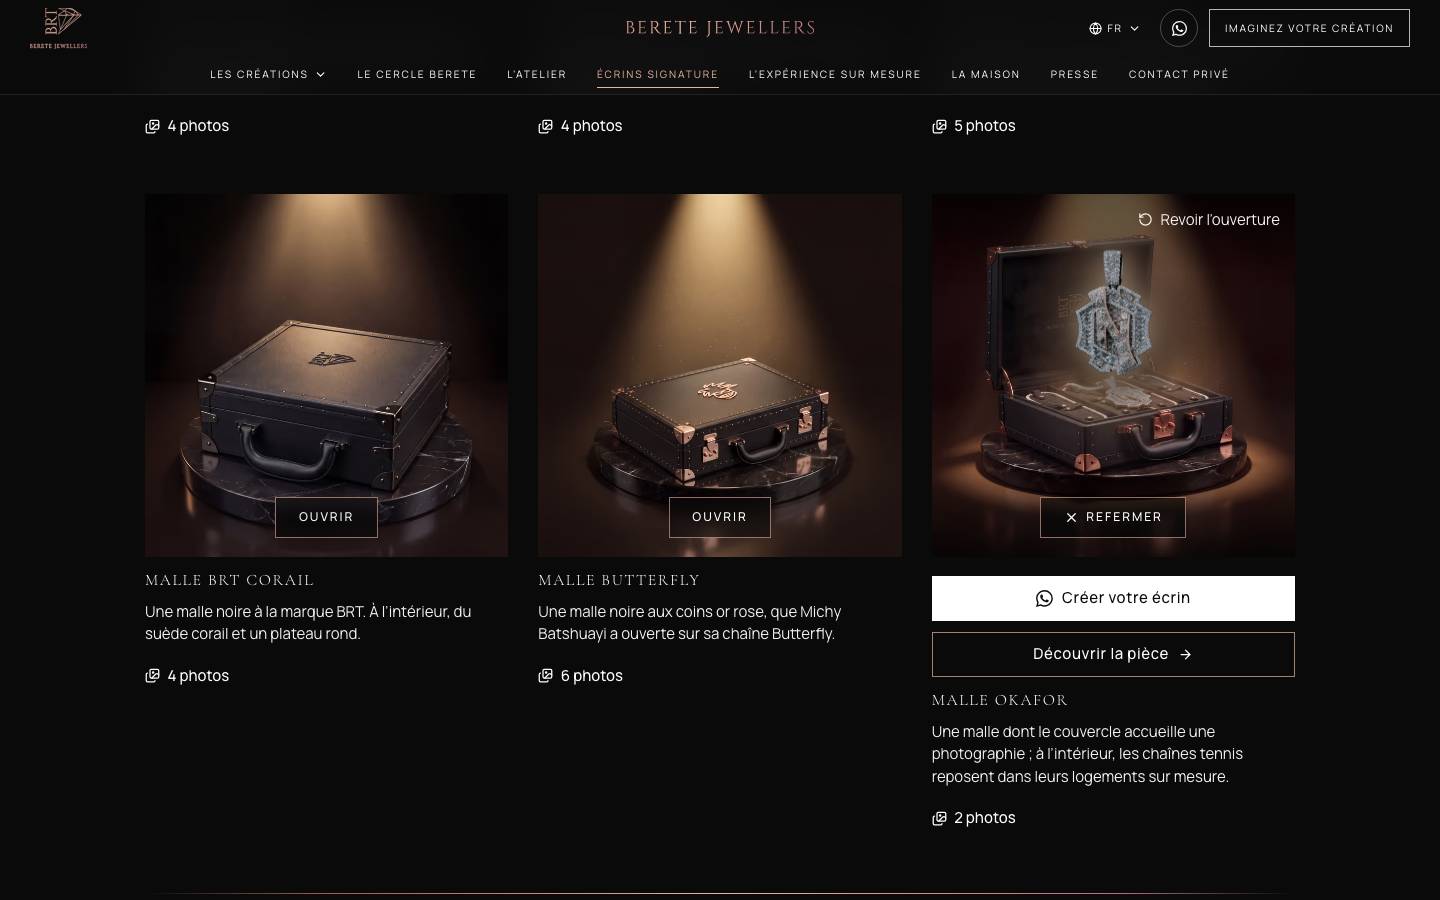 BRT
BERETE JEWELLERS
BERETE JEWELLERS
FR
IMAGINEZ VOTRE CRÉATION
LES CRÉATIONS
LE CERCLE BERETE
L'ATELIER
ÉCRINS SIGNATURE
L'EXPÉRIENCE SUR MESURE
LA MAISON
PRESSE
CONTACT PRIVÉ
4 photos
4 photos
5 photos
Revoir l'ouverture
BRT
N
OUVRIR
OUVRIR
REFERMER
MALLE BRT CORAIL
Une malle noire à la marque BRT. À l'intérieur, du
suède corail et un plateau rond.
4 photos
MALLE BUTTERFLY
Une malle noire aux coins or rose, que Michy
Batshuayi a ouverte sur sa chaîne Butterfly.
6 photos
Créer votre écrin
Découvrir la pièce
MALLE OKAFOR
Une malle dont le couvercle accueille une
photographie ; à l'intérieur, les chaînes tennis
reposent dans leurs logements sur mesure.
2 photos